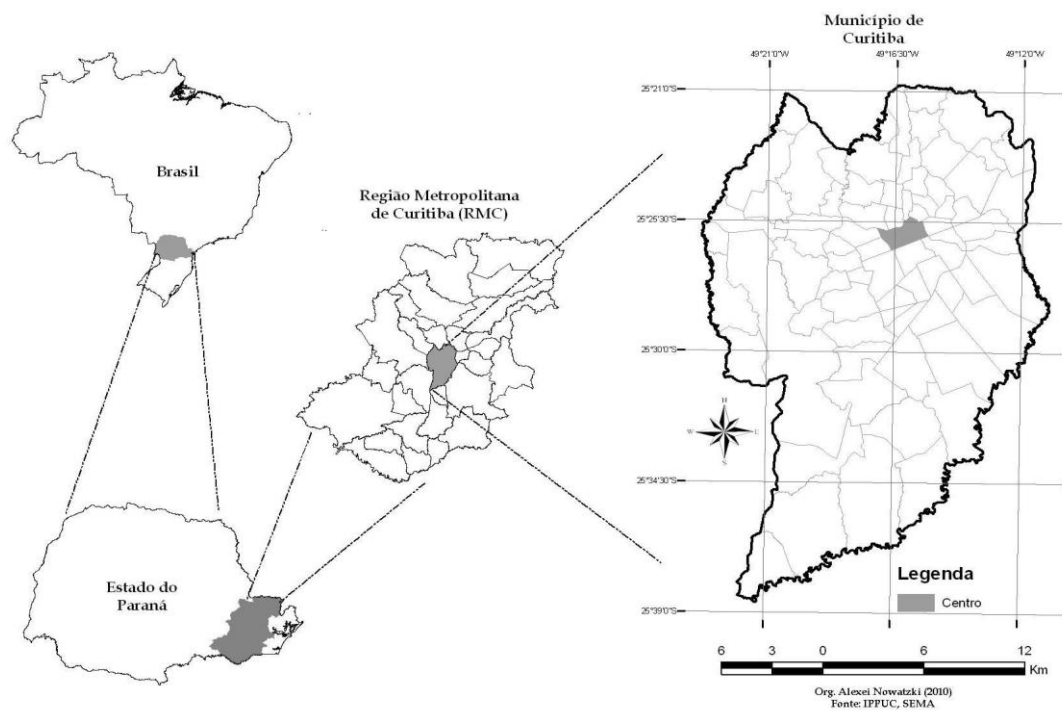 Brasil
Região Metropolitana
de Curitiba (RMC)
Estado do
Paraná
Município de
Curitiba
49°21'0"W
49°16'30"W
49°12'0"W
25°21'0"S
25°25'30"S
25°30'0"S
25°34'30"S
25°39'0"S
W
S
Legenda
Centro
6 3 0 6 12
Km
Org. Alexei Nowatzki (2010)
Fonte: IPPUC, SEMA